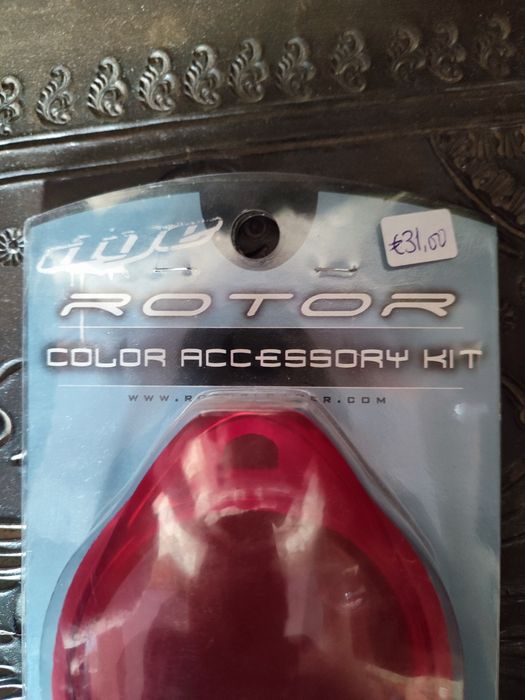 €31,00
ROTOR
COLOR ACCESSORY KIT